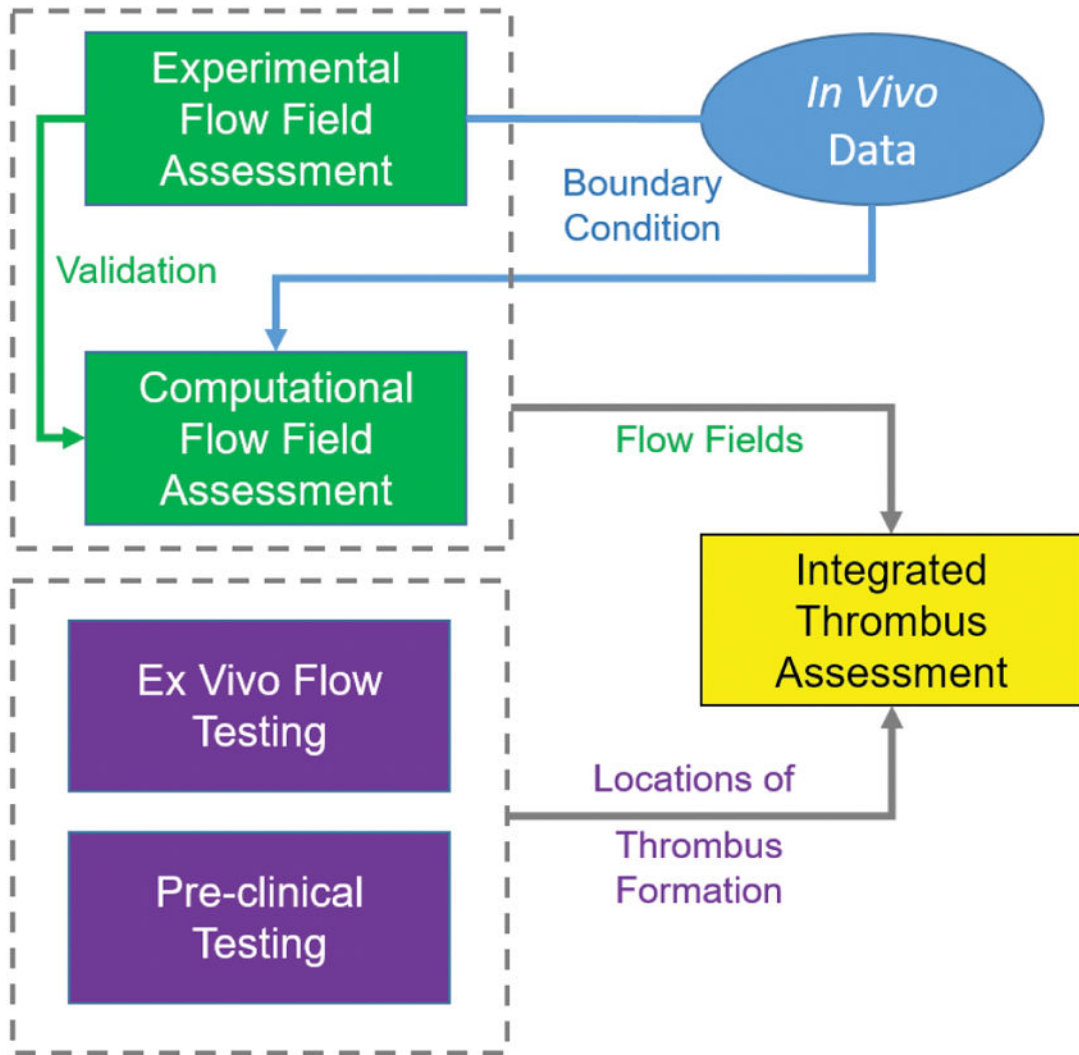 Experimental
Flow Field
Assessment
In Vivo
Data
Boundary
Condition
Validation
Computational
Flow Field
Assessment
Flow Fields
Integrated
Thrombus
Assessment
Ex Vivo Flow
Testing
Locations of
Thrombus
Formation
Pre-clinical
Testing